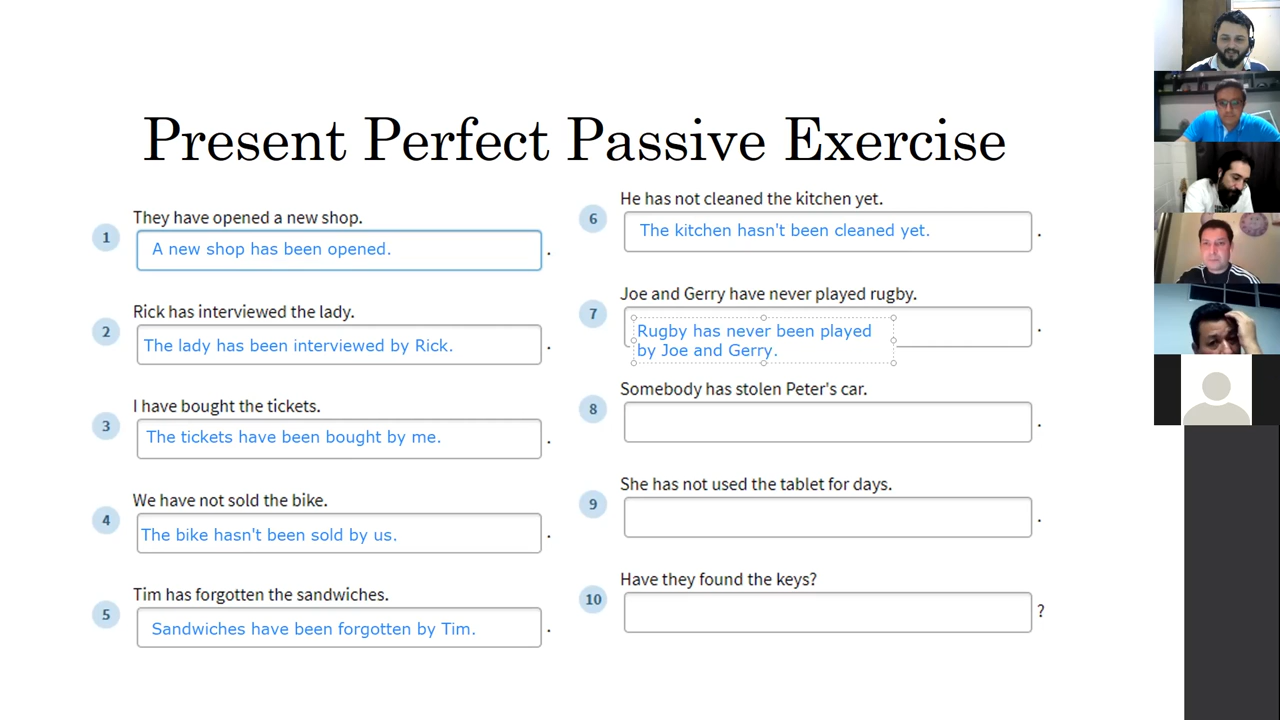 Present Perfect Passive Exercise
1
They have opened a new shop.
A new shop has been opened.
.
2
Rick has interviewed the lady.
The lady has been interviewed by Rick.
3
I have bought the tickets.
The tickets have been bought by me.
.
4
We have not sold the bike.
The bike hasn't been sold by us.
.
5
Tim has forgotten the sandwiches.
Sandwiches have been forgotten by Tim.
.
6
He has not cleaned the kitchen yet.
The kitchen hasn't been cleaned yet.
.
7
Joe and Gerry have never played rugby.
Rugby has never been played
by Joe and Gerry.
.
8
Somebody has stolen Peter's car.
.
9
She has not used the tablet for days.
.
10
Have they found the keys?
?